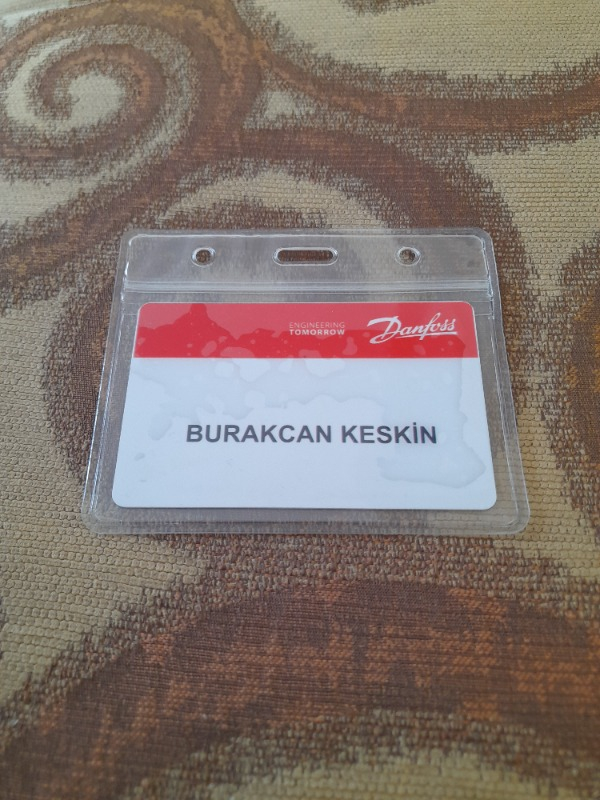 ENGINEERING
TOMORROW
Danfoss
BURAKCAN KESKİN